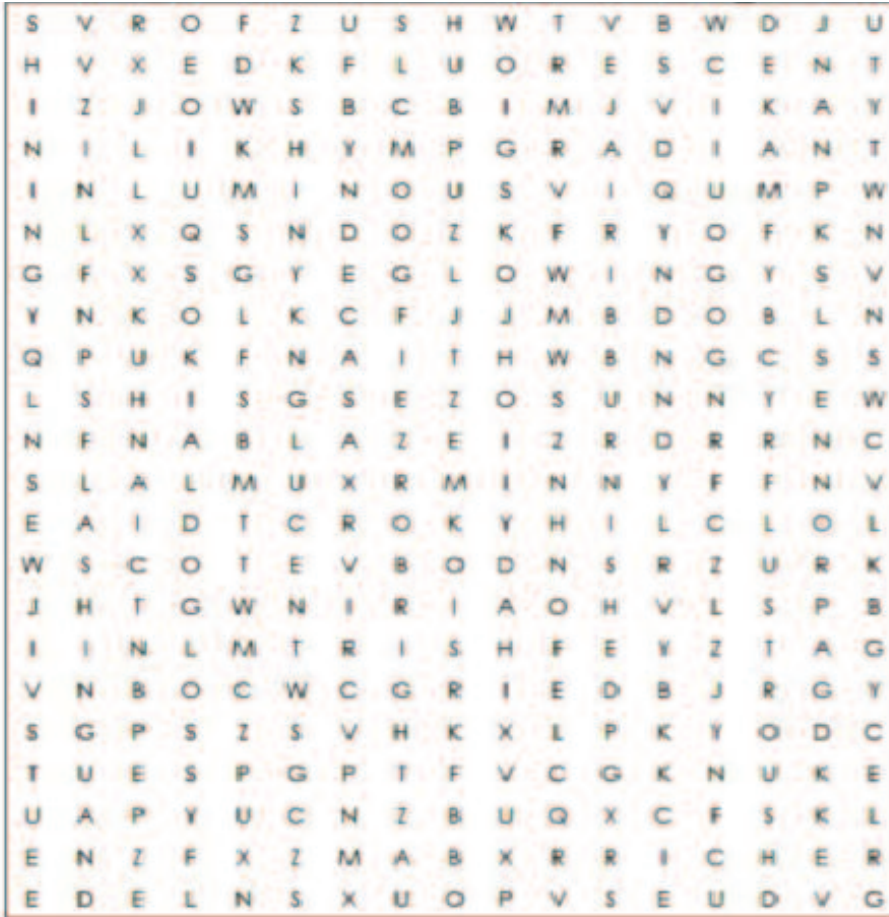 S V R O F Z U S H W T V B W D J U
H V X E D K F L U O R E S C E N T
I Z J O W S B C B I M J V I K A Y
N I L I K H Y M P G R A D I A N T
I N L U M I N O U S V I Q U M P W
N L X Q S N D O Z K F R Y O F K N
G F X S G Y E G L O W I N G Y S V
Y N K O L K C F J J M B D O B L N
Q P U K F N A I T H W B N G C S S
L S H I S G S E Z O S U N N Y E W
N F N A B L A Z E I Z R D R R N C
S L A L M U X R M I N N Y F F N V
E A I D T C R O K Y H I L C L O L
W S C O T E V B O D N S R Z U R K
J H T G W N I R I A O H V L S P B
I I N L M T R I S H F E Y Z T A G
V N B O C W C G R I E D B J R G Y
S G P S Z S V H K X L P K Y O D C
T U E S P G P T F V C G K N U K E
U A P Y U C N Z B U Q X C F S K L
E N Z F X Z M A B X R R I C H E R
E D E L N S X U O P V S E U D V G